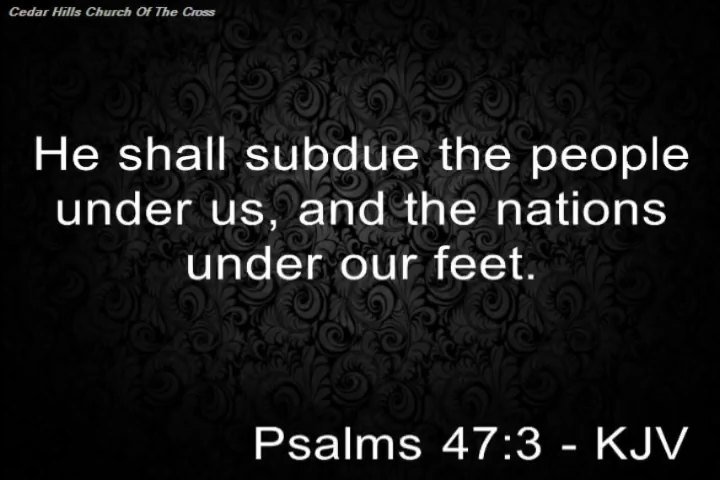 Cedar Hills Church Of The Cross
He shall subdue the people
under us, and the nations
under our feet.
Psalms 47:3 - KJV